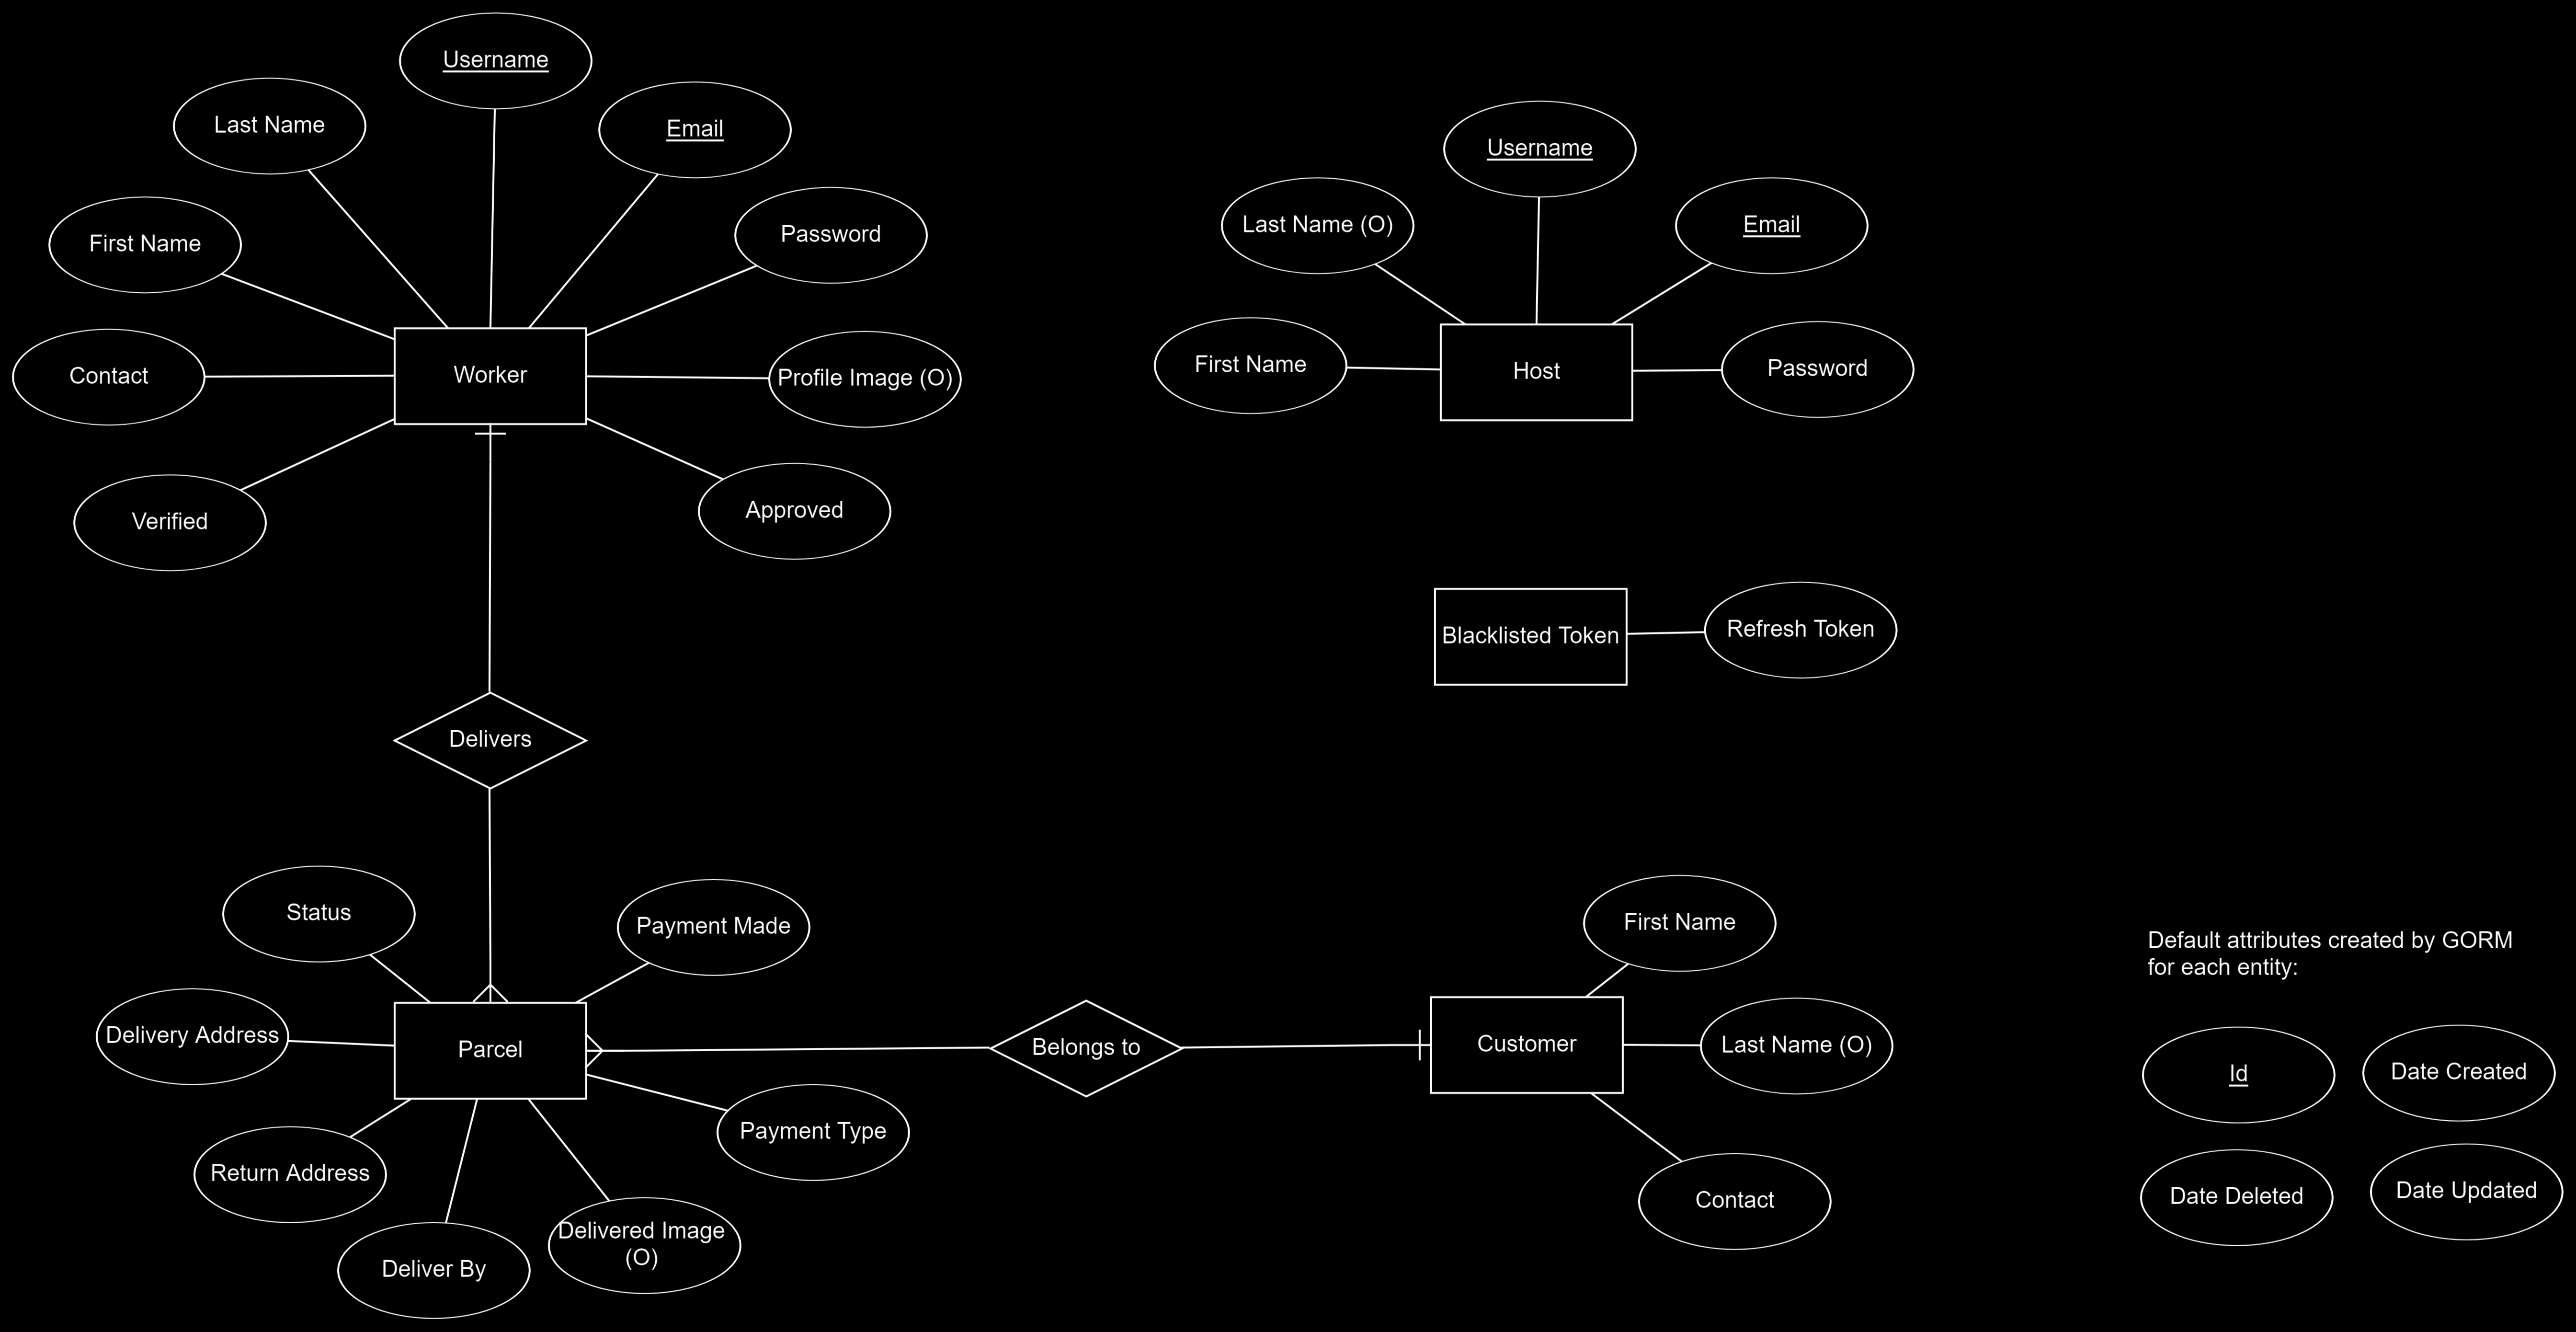 Username
Last Name
Email
First Name
Password
Contact
Worker
Profile Image (O)
Verified
Approved
Username
Last Name (O)
Email
First Name
Host
Password
Blacklisted Token
Refresh Token
Delivers
Status
Payment Made
Delivery Address
Parcel
Payment Type
Return Address
Deliver By
Delivered Image
(O)
Belongs to
First Name
Customer
Last Name (O)
Contact
Default attributes created by GORM
for each entity:
Id
Date Created
Date Deleted
Date Updated